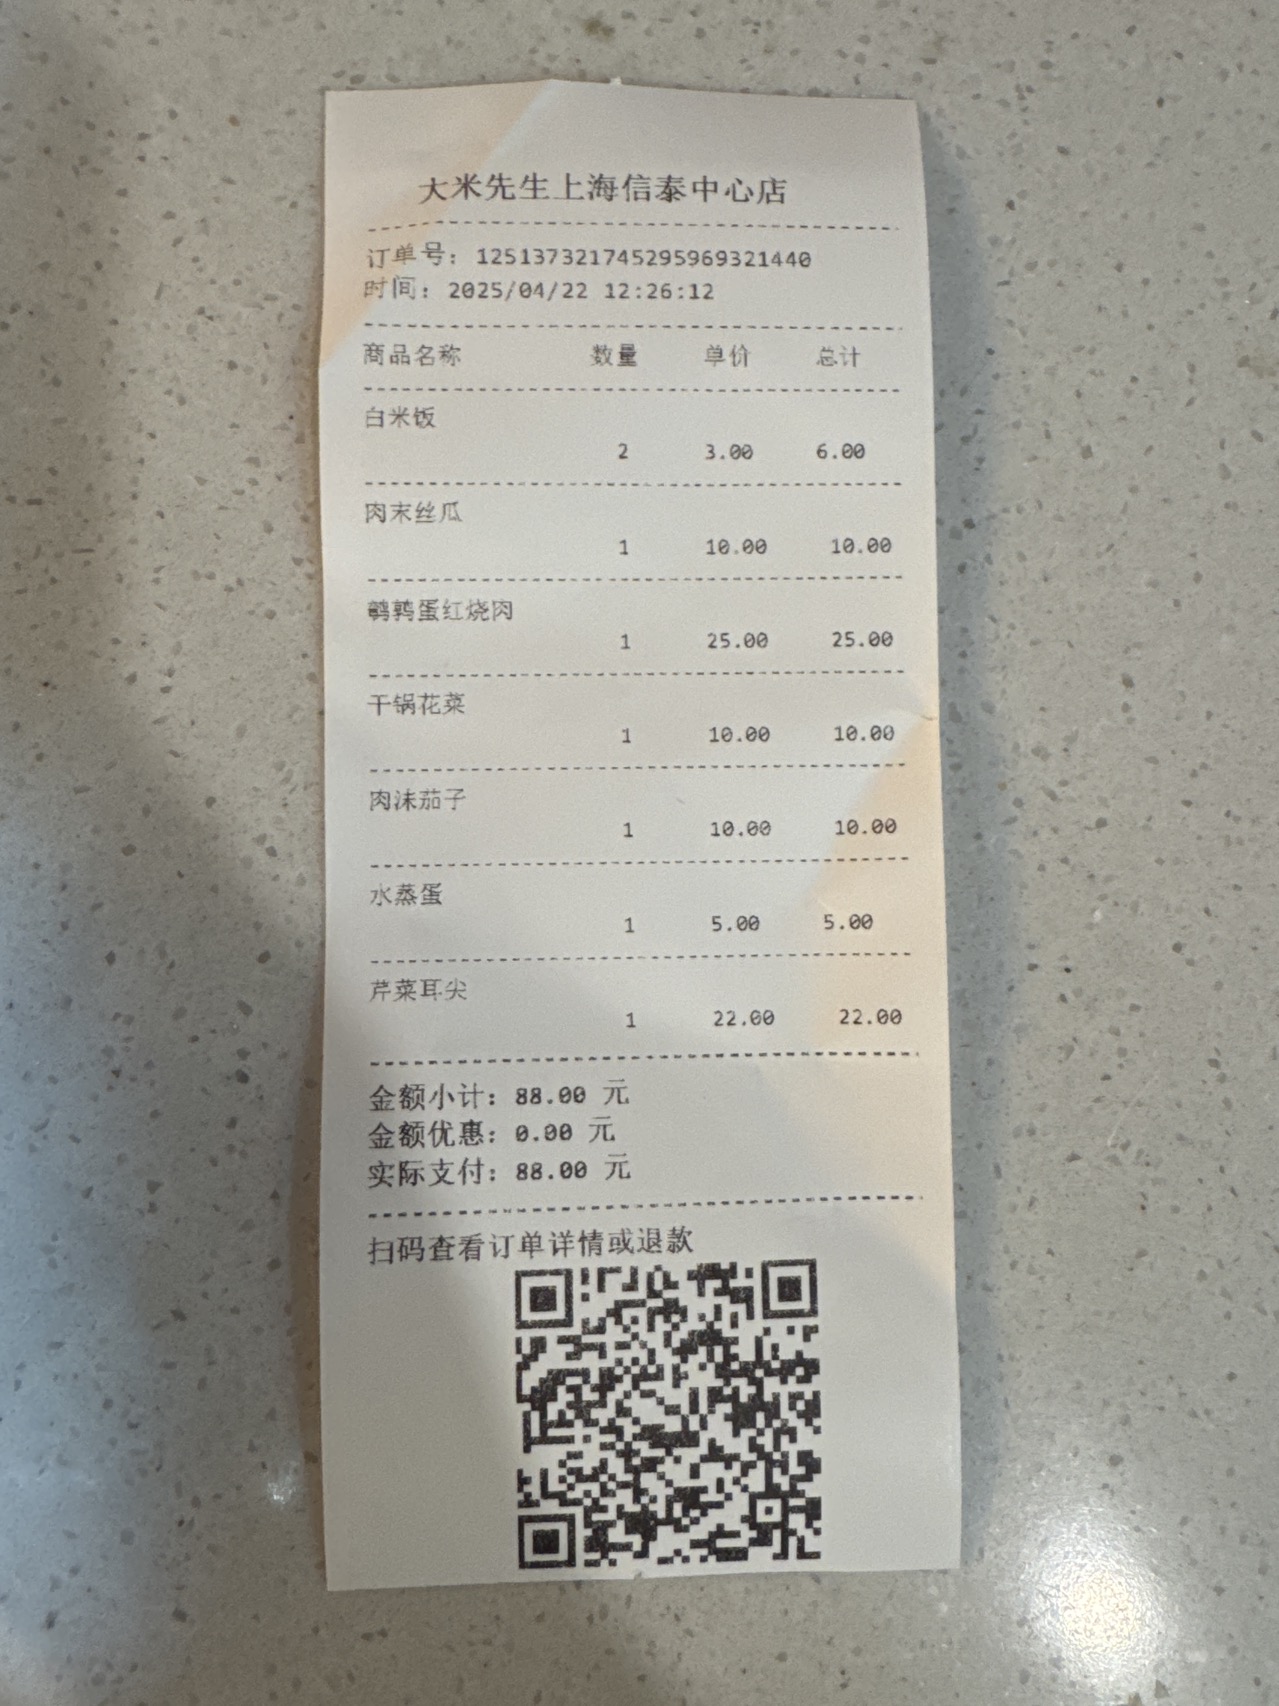 大米先生上海信泰中心店
订单号：1251373217452959693​21440
时间：2025/04/22 12:26:12
商品名称 数量 单价 总计
白米饭
2 3.00 6.00
肉末丝瓜
1 10.00 10.00
鹌鹑蛋红烧肉
1 25.00 25.00
干锅花菜
1 10.00 10.00
肉沫茄子
1 10.00 10.00
水蒸蛋
1 5.00 5.00
芹菜耳尖
1 22.00 22.00
金额小计：88.00 元
金额优惠：0.00 元
实际支付：88.00 元
扫码查看订单详情或退款